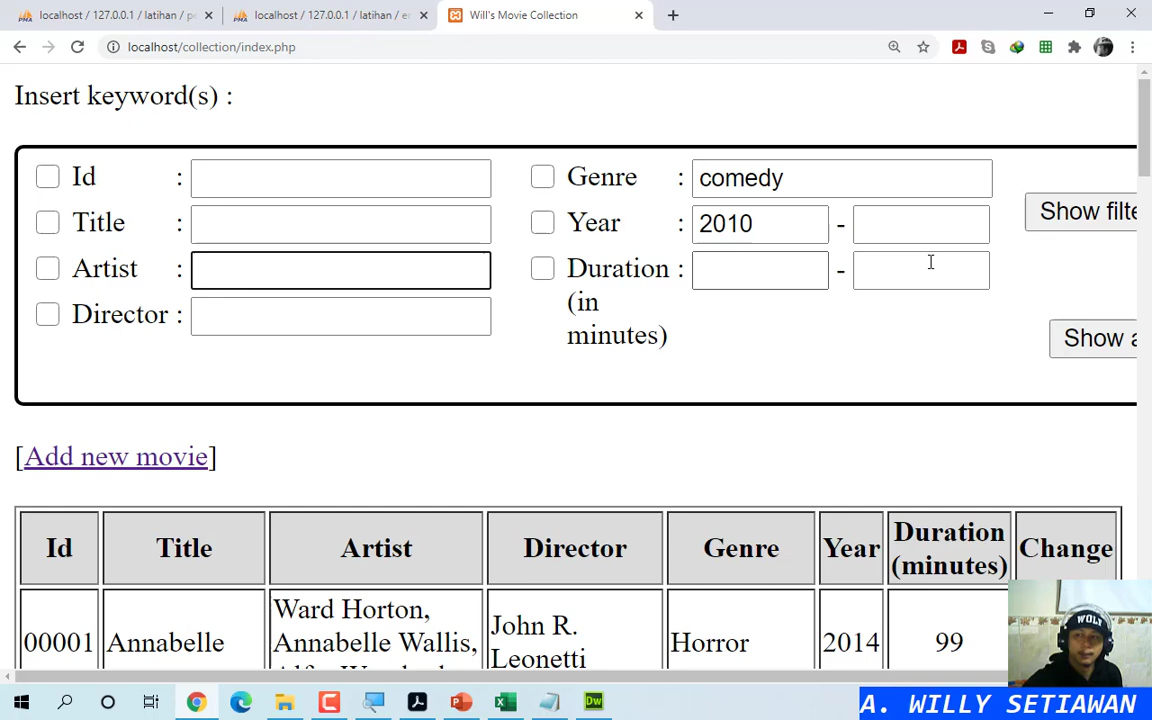 localhost / 127.0.0.1 / latihan / p
localhost / 127.0.0.1 / latihan / e
Will's Movie Collection
localhost/collection/index.php
Insert keyword(s) :
Id :
Genre : comedy
Show filte
Title :
Year : 2010 -
Artist :
Duration : -
(in
minutes)
Director :
Show a
[Add new movie]
Id Title Artist Director Genre Year Duration (minutes) Change
00001 Annabelle Ward Horton, Annabelle Wallis, John R. Leonetti Horror 2014 99
WOLV
A. WILLY SETIAWAN